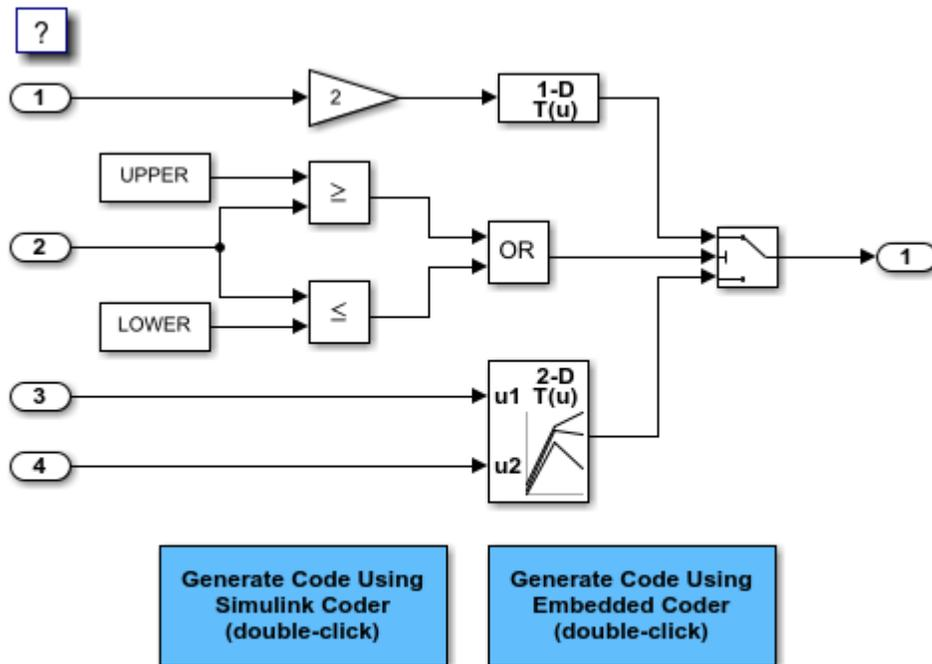 ?
1
2
1-D
T(u)
UPPER
≥
2
OR
1
LOWER
≤
3
u1
2-D
T(u)
4
u2
Generate Code Using
Simulink Coder
(double-click)
Generate Code Using
Embedded Coder
(double-click)